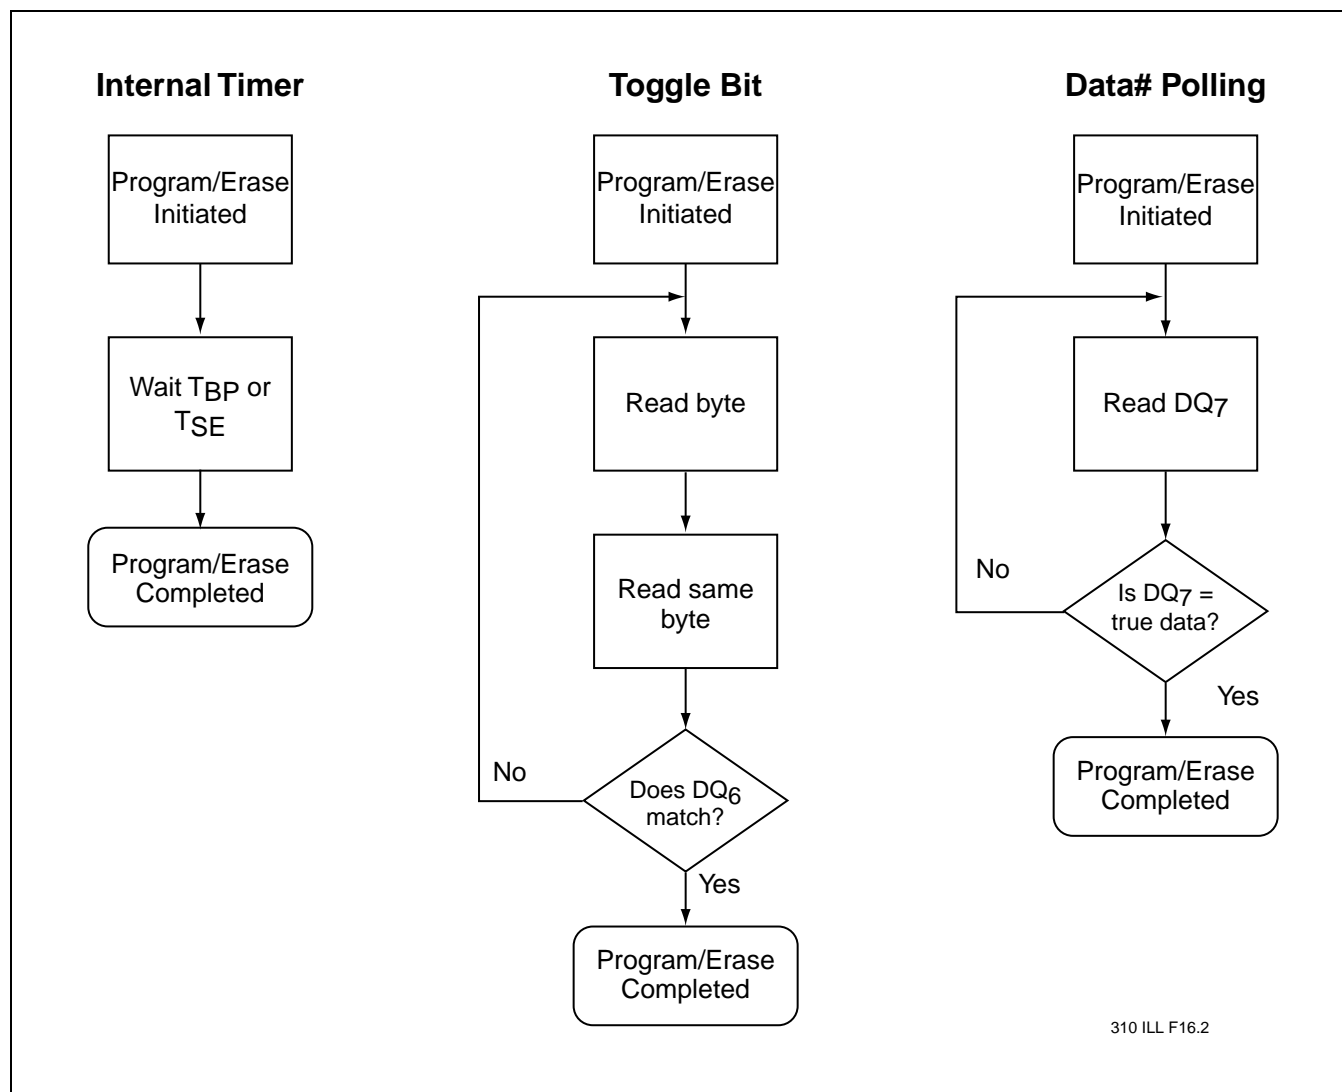 Internal Timer
Program/Erase
Initiated
Wait TBP or
TSE
Program/Erase
Completed
Toggle Bit
Program/Erase
Initiated
Read byte
Read same
byte
No
Does DQ6
match?
Yes
Program/Erase
Completed
Data# Polling
Program/Erase
Initiated
Read DQ7
No
Is DQ7 =
true data?
Yes
Program/Erase
Completed
310 ILL F16.2